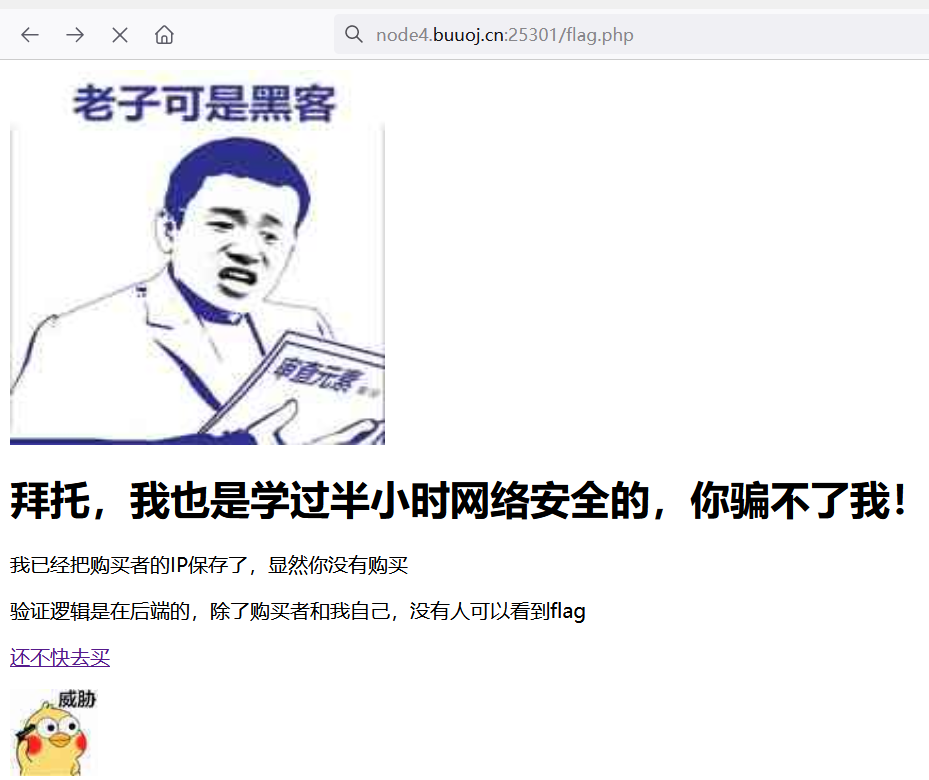 node4.buuoj.cn:25301/flag.php
老子可是黑客
审查元素
拜托，我也是学过半小时网络安全的，你骗不了我！
我已经把购买者的IP保存了，显然你没有购买
验证逻辑是在后端的，除了购买者和我自己，没有人可以看到flag
还不快去买
威胁